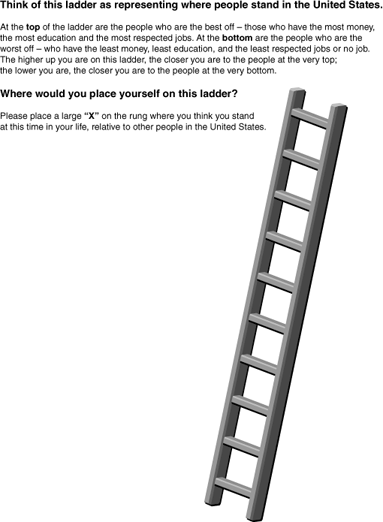 Think of this ladder as representing where people stand in the United States.
At the top of the ladder are the people who are the best off – those who have the most money,
the most education and the most respected jobs. At the bottom are the people who are the
worst off – who have the least money, least education, and the least respected jobs or no job.
The higher up you are on this ladder, the closer you are to the people at the very top;
the lower you are, the closer you are to the people at the very bottom.
Where would you place yourself on this ladder?
Please place a large “X” on the rung where you think you stand
at this time in your life, relative to other people in the United States.